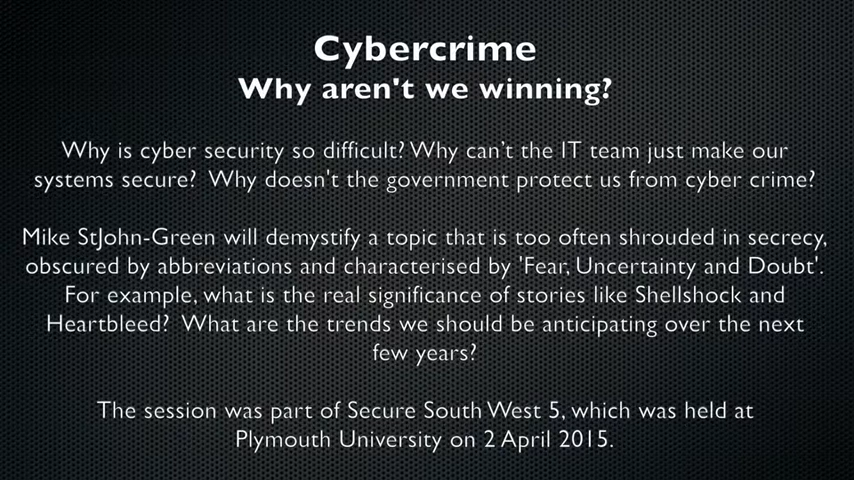 Cybercrime
Why aren't we winning?
Why is cyber security so difficult? Why can't the IT team just make our
systems secure? Why doesn't the government protect us from cyber crime?
Mike StJohn-Green will demystify a topic that is too often shrouded in secrecy,
obscured by abbreviations and characterised by 'Fear, Uncertainty and Doubt'.
For example, what is the real significance of stories like Shellshock and
Heartbleed? What are the trends we should be anticipating over the next
few years?
The session was part of Secure South West 5, which was held at
Plymouth University on 2 April 2015.